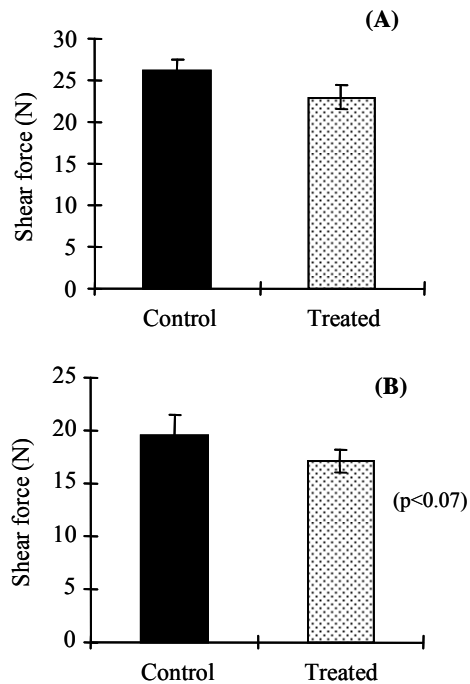 (A)
Shear force (N)
30
25
20
15
10
5
0
Control Treated
(B)
Shear force (N)
25
20
15
10
5
0
(p<0.07)
Control Treated